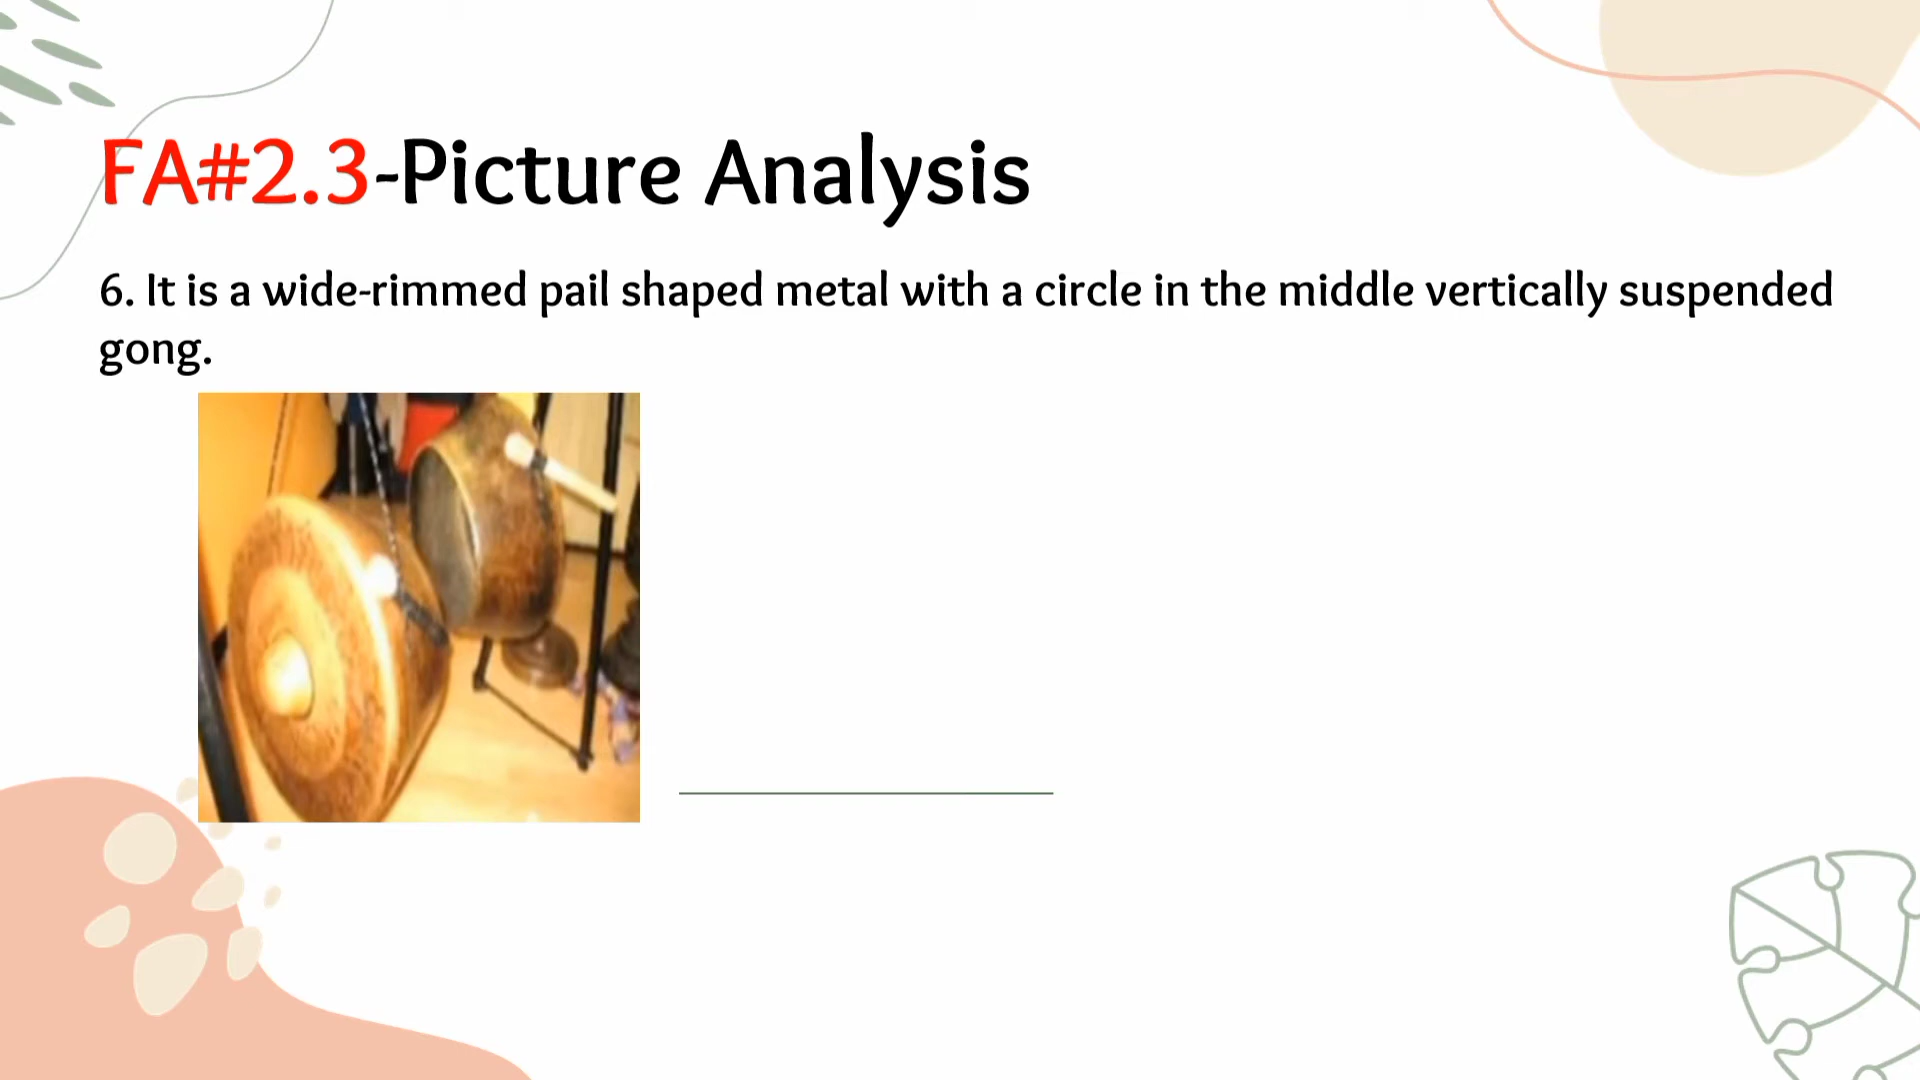 FA#2.3-Picture Analysis
6. It is a wide-rimmed pail shaped metal with a circle in the middle vertically suspended
gong.